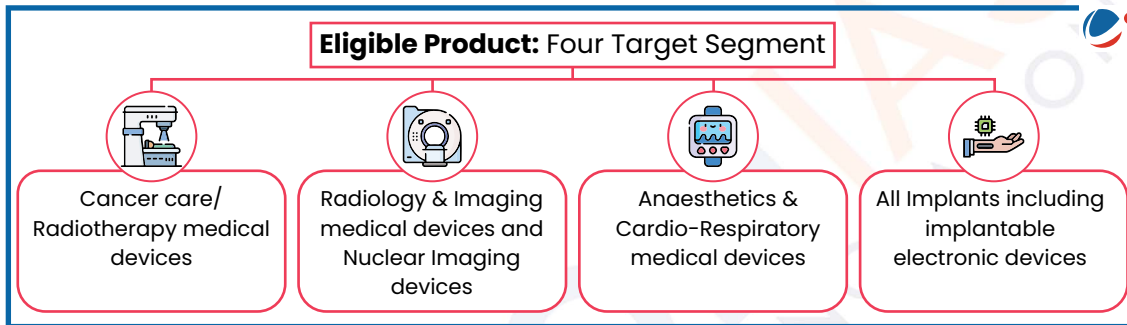 Eligible Product: Four Target Segment
Cancer care/
Radiotherapy medical
devices
Radiology & Imaging
medical devices and
Nuclear Imaging
devices
Anaesthetics &
Cardio-Respiratory
medical devices
All Implants including
implantable
electronic devices